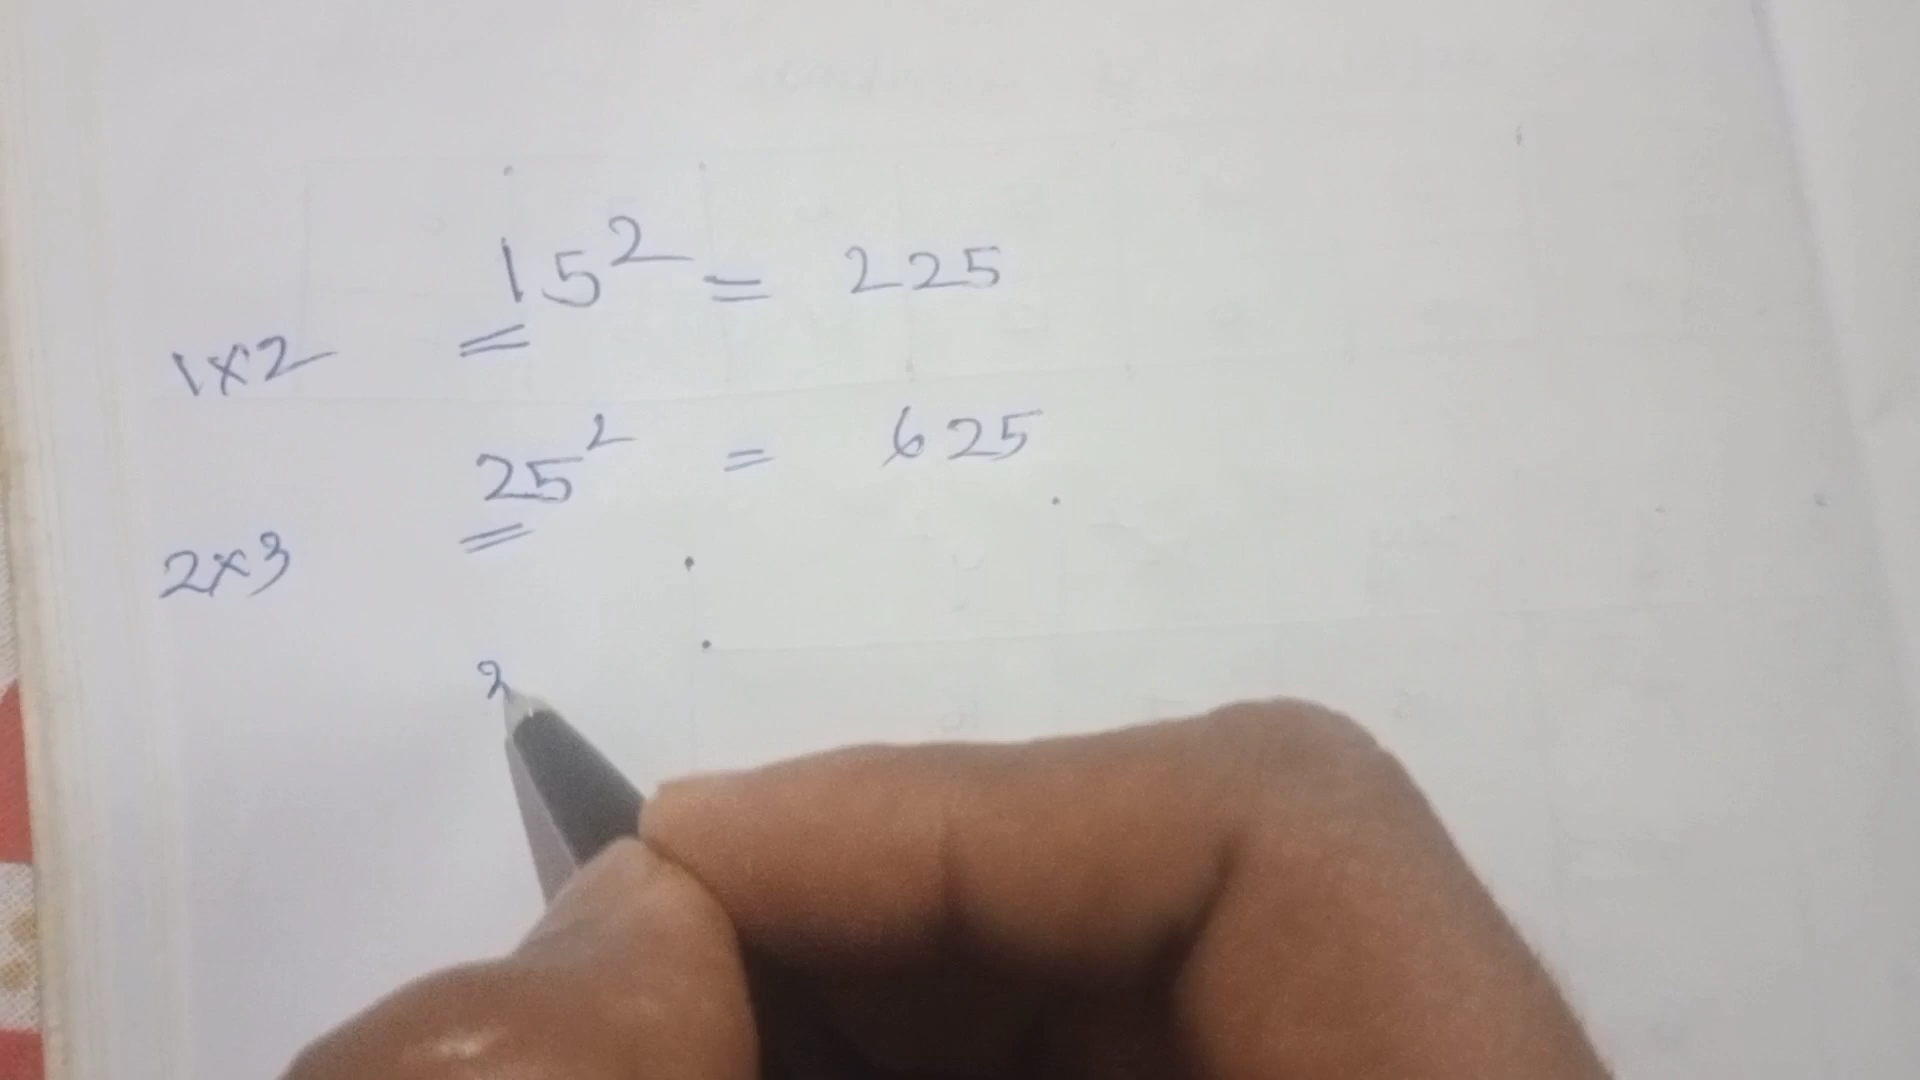 15² = 225
1×2
25² = 625
2×3